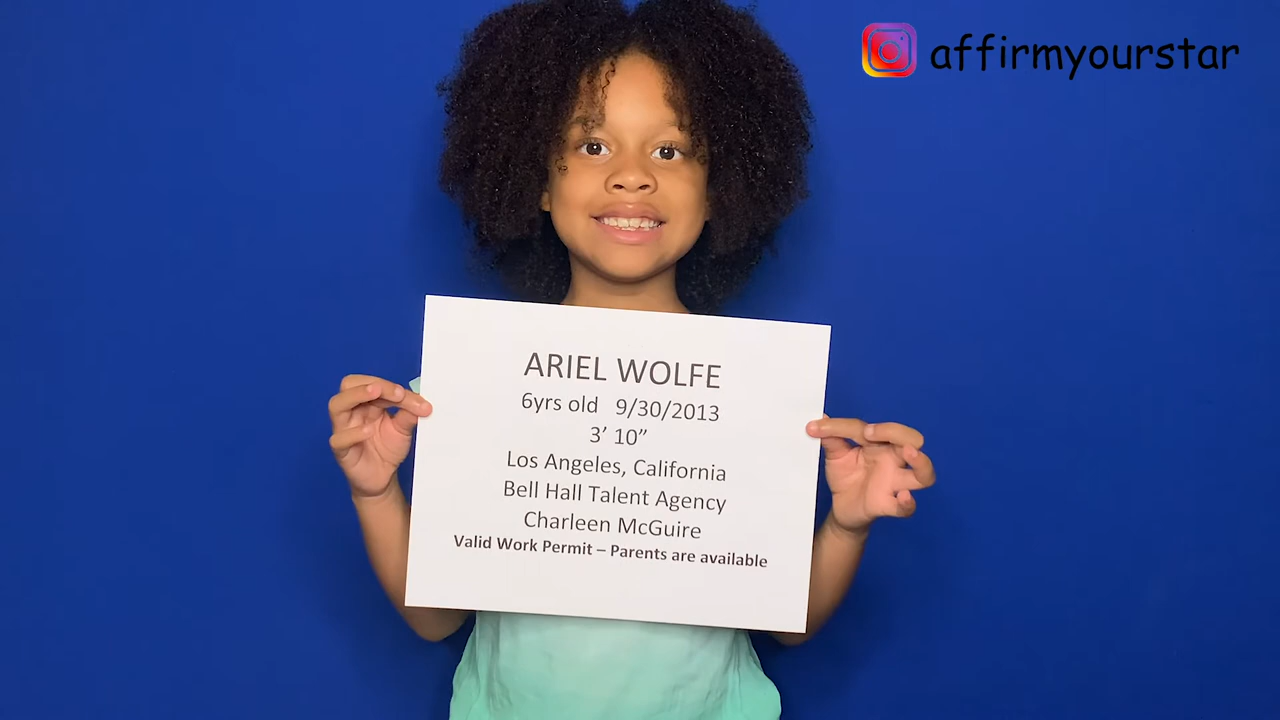 affirmyourstar
ARIEL WOLFE
6yrs old 9/30/2013
3’ 10”
Los Angeles, California
Bell Hall Talent Agency
Charleen McGuire
Valid Work Permit – Parents are available